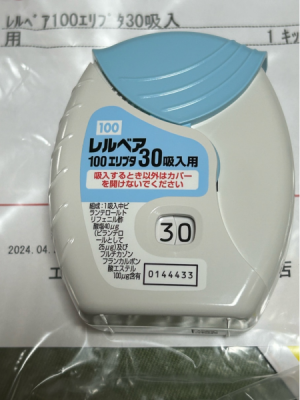 レルベア100エリプタ30吸入
用
1 キッ
100
レルベア
100エリプタ30吸入用
吸入するとき以外はカバー
を開けないでください
組成:1吸入中ビ
ランテロールト
リフェニル酢
酸塩40μg
(ビランテロ
ールとして
25μg)及び
フルチカゾン
フランカルボン
酸エステル
100μg含有
30
0144433
2024.04.
エ
店